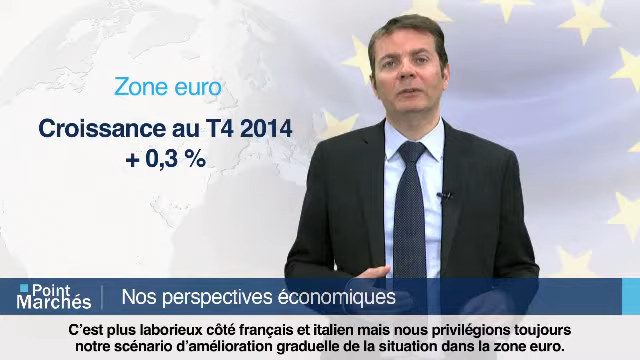 Zone euro
Croissance au T4 2014
+ 0,3 %
Point
Marchés
Nos perspectives économiques
C’est plus laborieux côté français et italien mais nous privilégions toujours
notre scénario d’amélioration graduelle de la situation dans la zone euro.